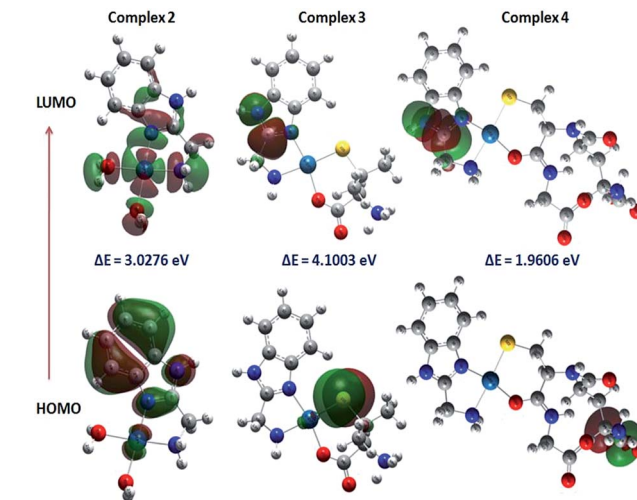 Complex 2 Complex 3 Complex 4
LUMO
ΔE = 3.0276 eV ΔE = 4.1003 eV ΔE = 1.9606 eV
HOMO